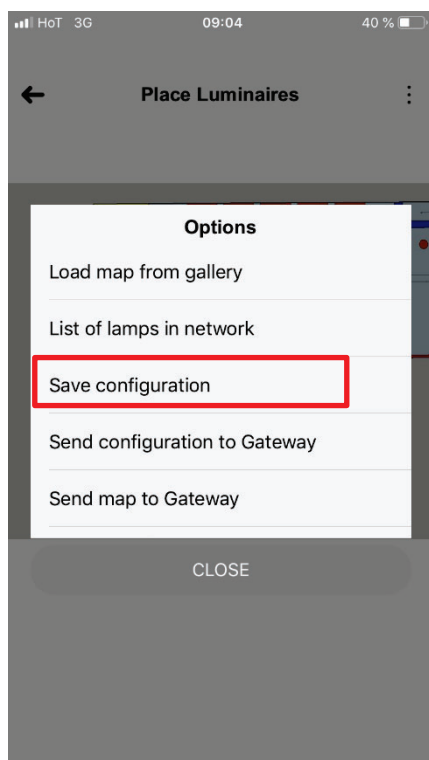 HoT 3G 09:04 40 %
Place Luminaires
Options
Load map from gallery
List of lamps in network
Save configuration
Send configuration to Gateway
Send map to Gateway
CLOSE